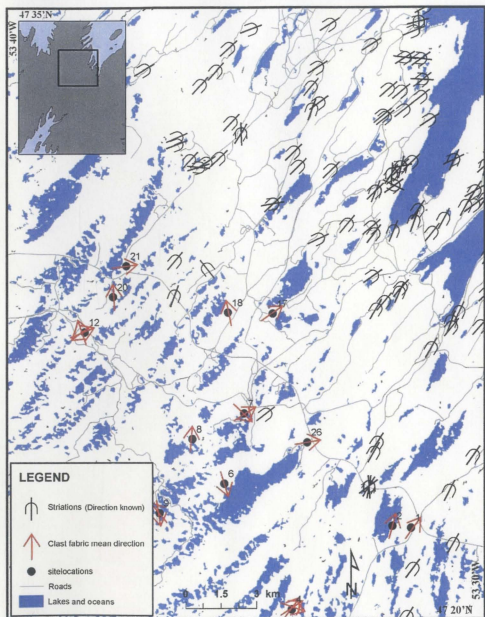 47 35'N
53 40'W
21
20
12
18
8
26
6
LEGEND
Striations (Direction known)
Clast fabric mean direction
sitelocations
Roads
Lakes and oceans
0 1.5 3 km
N
53 30'W
47 20'N